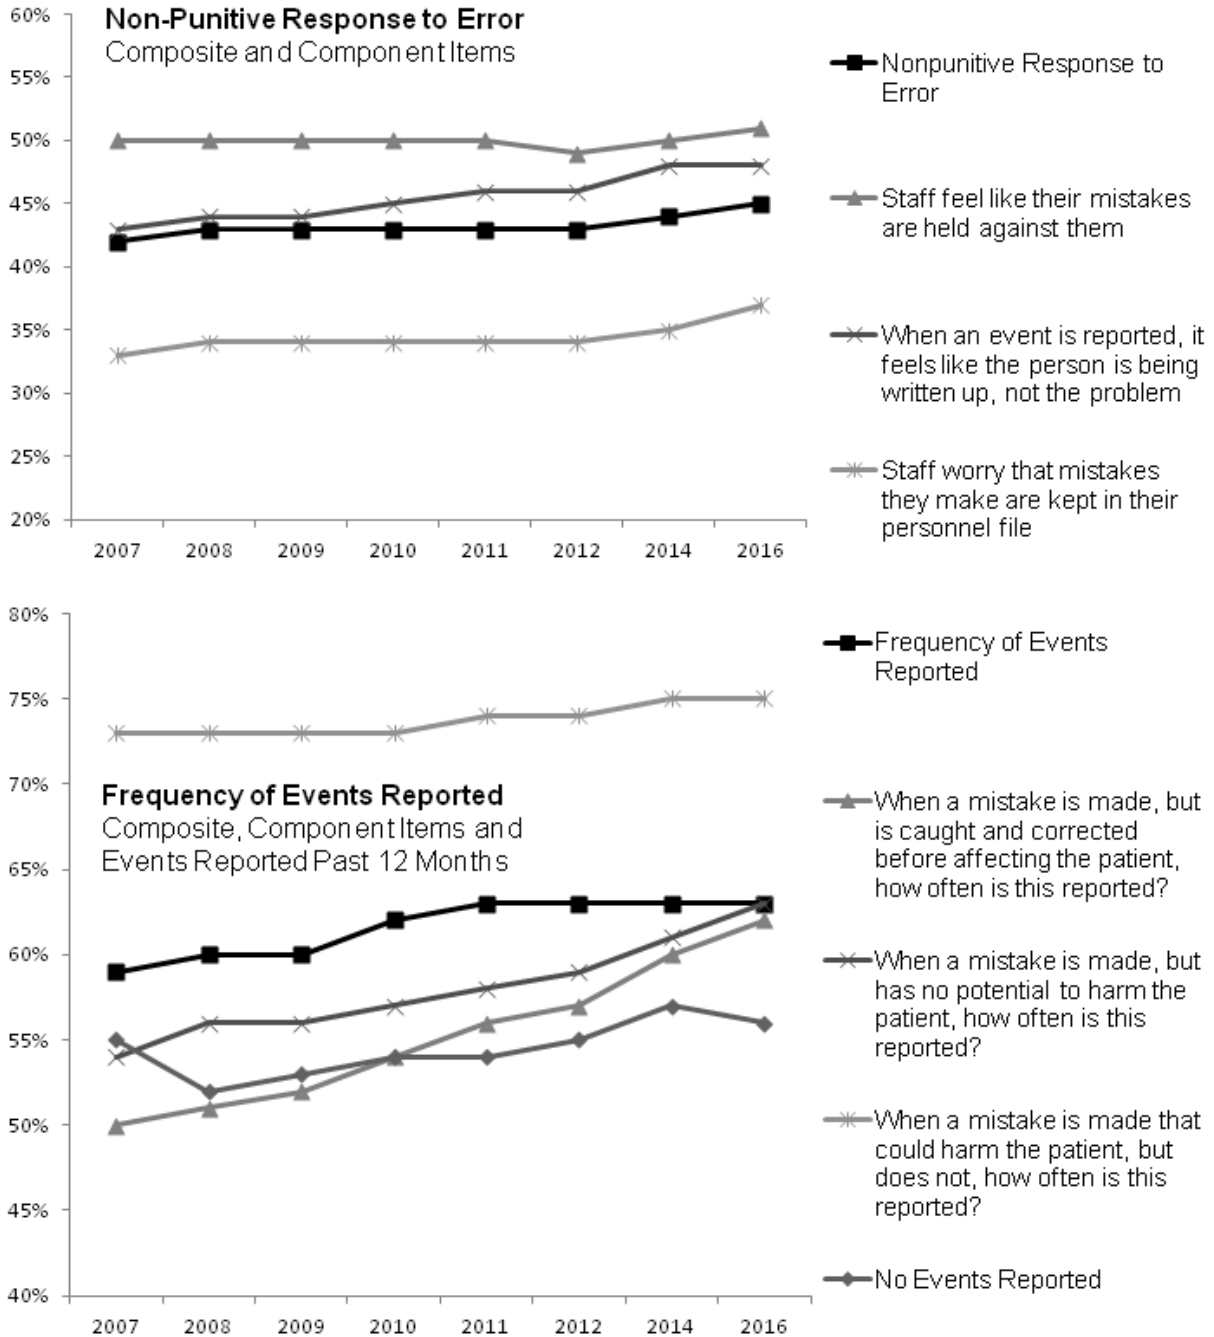 Non-Punitive Response to Error
Composite and Component Items
60%
55%
50%
45%
40%
35%
30%
25%
20%
2007 2008 2009 2010 2011 2012 2014 2016
Nonpunitive Response to
Error
Staff feel like their mistakes
are held against them
When an event is reported, it
feels like the person is being
written up, not the problem
Staff worry that mistakes
they make are kept in their
personnel file
80%
75%
70%
65%
60%
55%
50%
45%
40%
Frequency of Events Reported
Composite, Component Items and
Events Reported Past 12 Months
2007 2008 2009 2010 2011 2012 2014 2016
Frequency of Events
Reported
When a mistake is made, but
is caught and corrected
before affecting the patient,
how often is this reported?
When a mistake is made, but
has no potential to harm the
patient, how often is this
reported?
When a mistake is made that
could harm the patient, but
does not, how often is this
reported?
No Events Reported